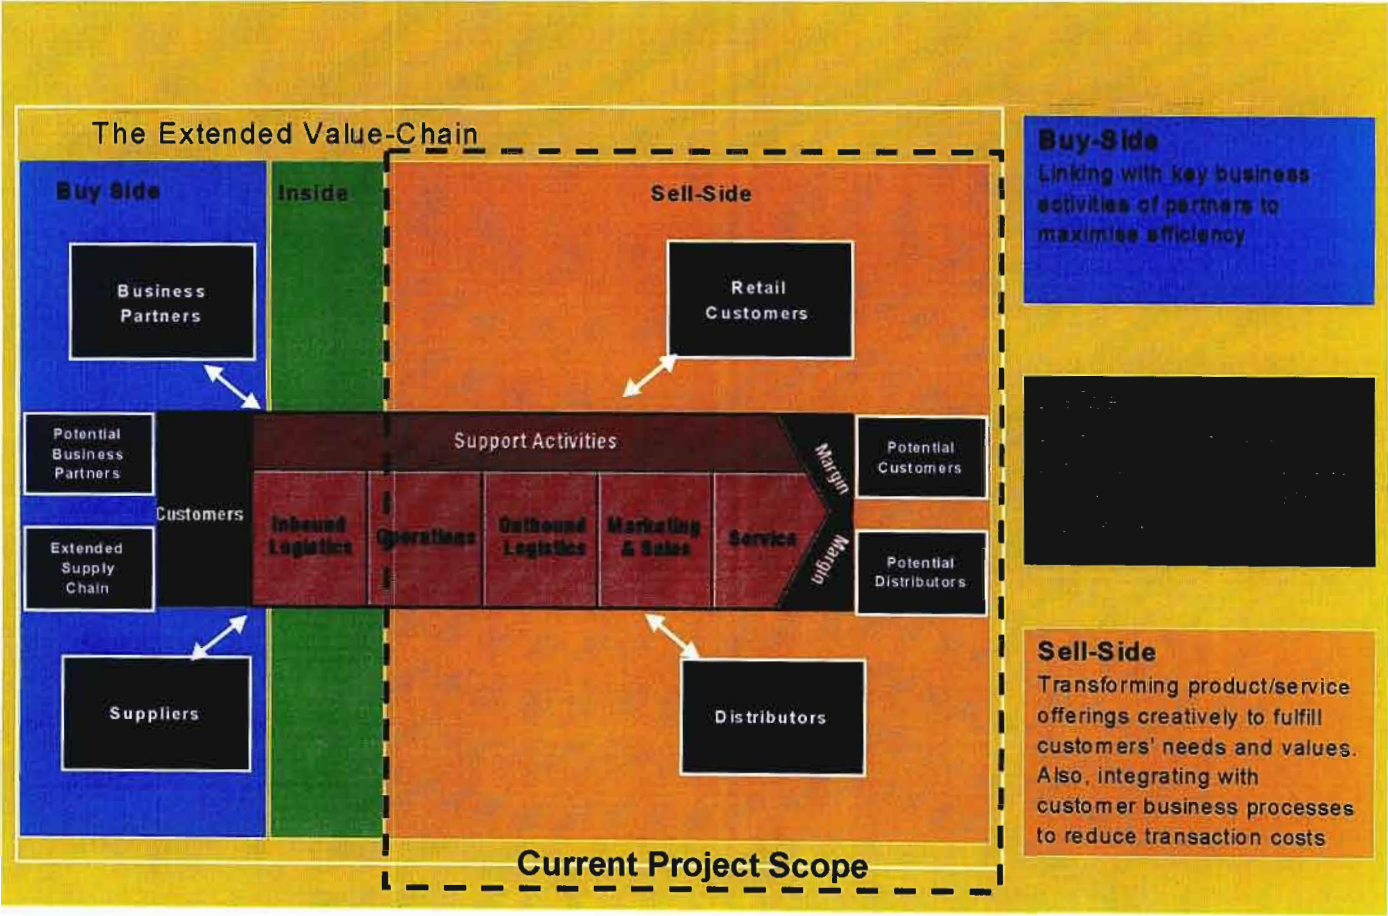 The Extended Value-Chain
Buy Side
Inside
Sell-Side
Business
Partners
Retail
Customers
Potential
Business
Partners
Extended
Supply
Chain
Customers
Support Activities
Inbound
Logistics
Operations
Outbound
Logistics
Marketing
& Sales
Service
Margin
Margin
Potential
Customers
Potential
Distributors
Suppliers
Distributors
Current Project Scope
Buy-Side
Linking with key business
activities of partners to
maximise efficiency
Sell-Side
Transforming product/service
offerings creatively to fulfill
customers' needs and values.
Also, integrating with
customer business processes
to reduce transaction costs